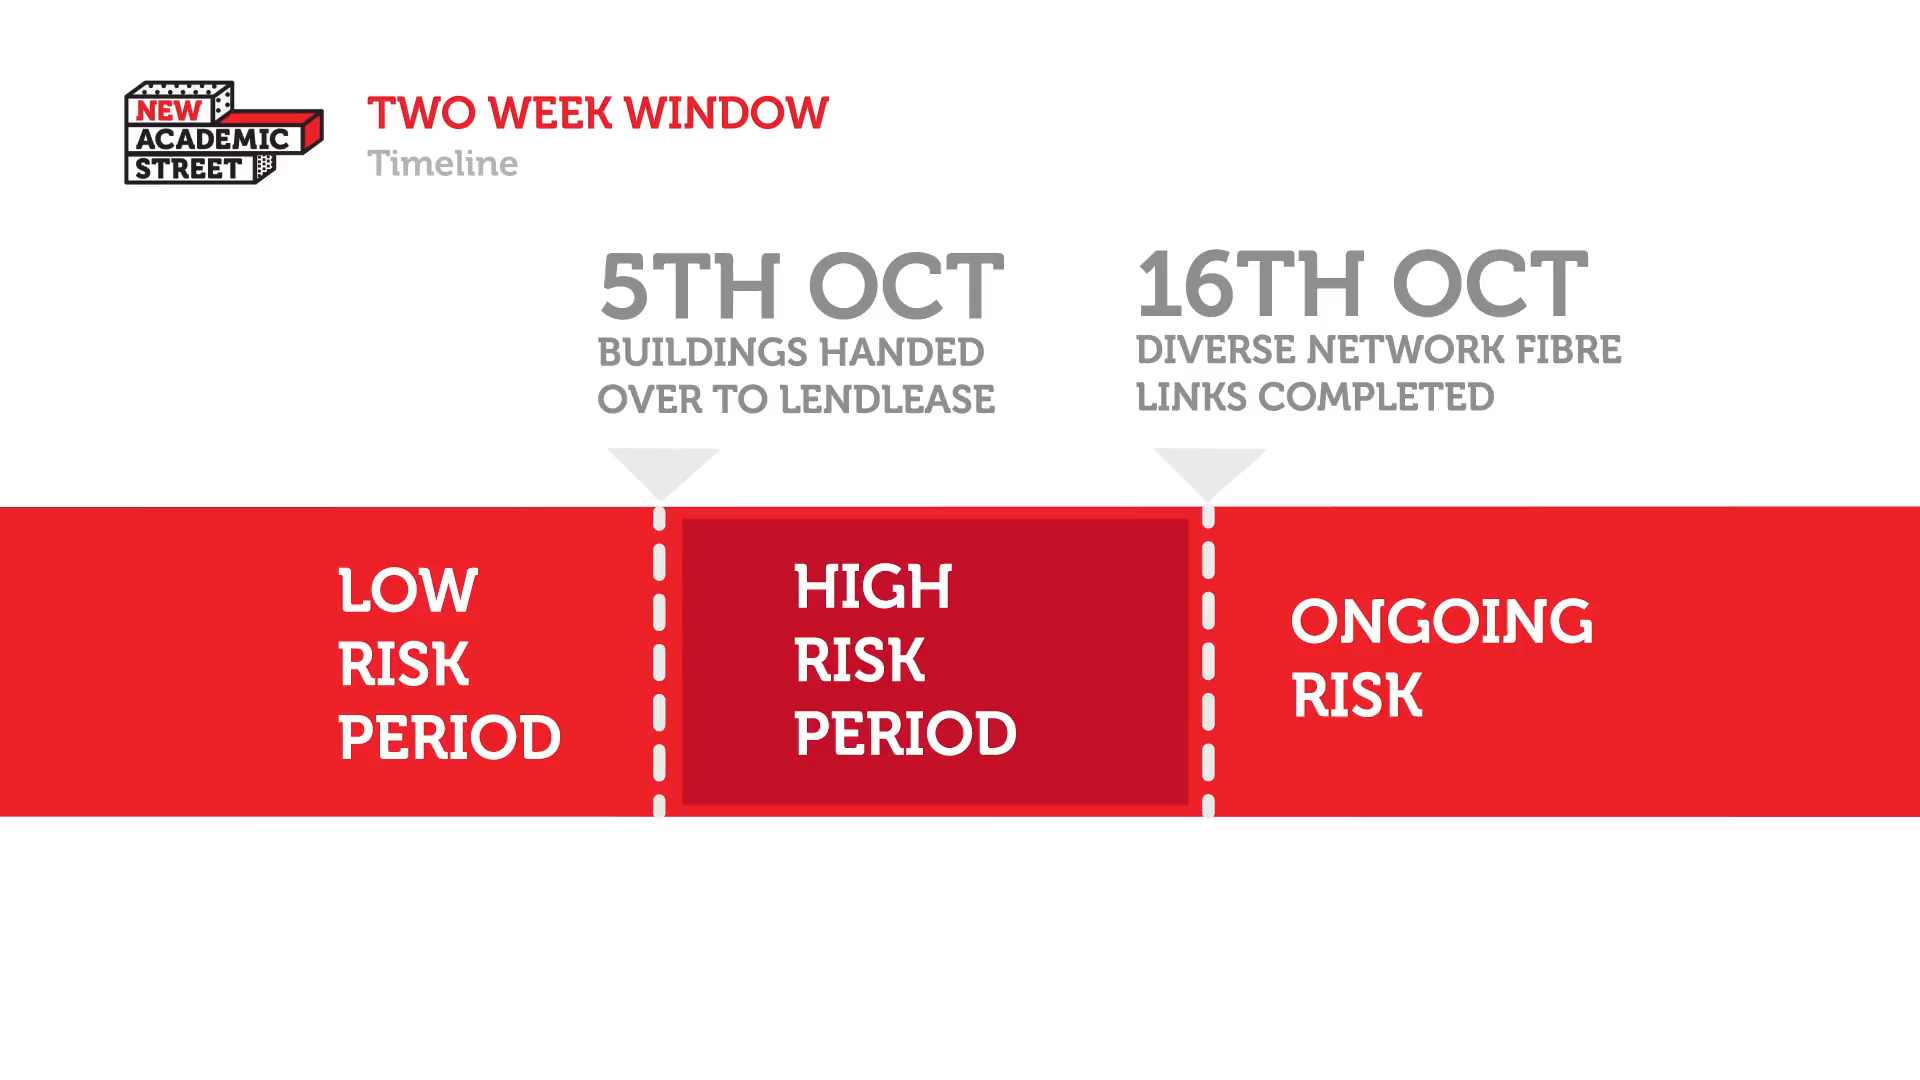 NEW
ACADEMIC
STREET
TWO WEEK WINDOW
Timeline
5TH OCT
BUILDINGS HANDED
OVER TO LENDLEASE
16TH OCT
DIVERSE NETWORK FIBRE
LINKS COMPLETED
LOW
RISK
PERIOD
HIGH
RISK
PERIOD
ONGOING
RISK